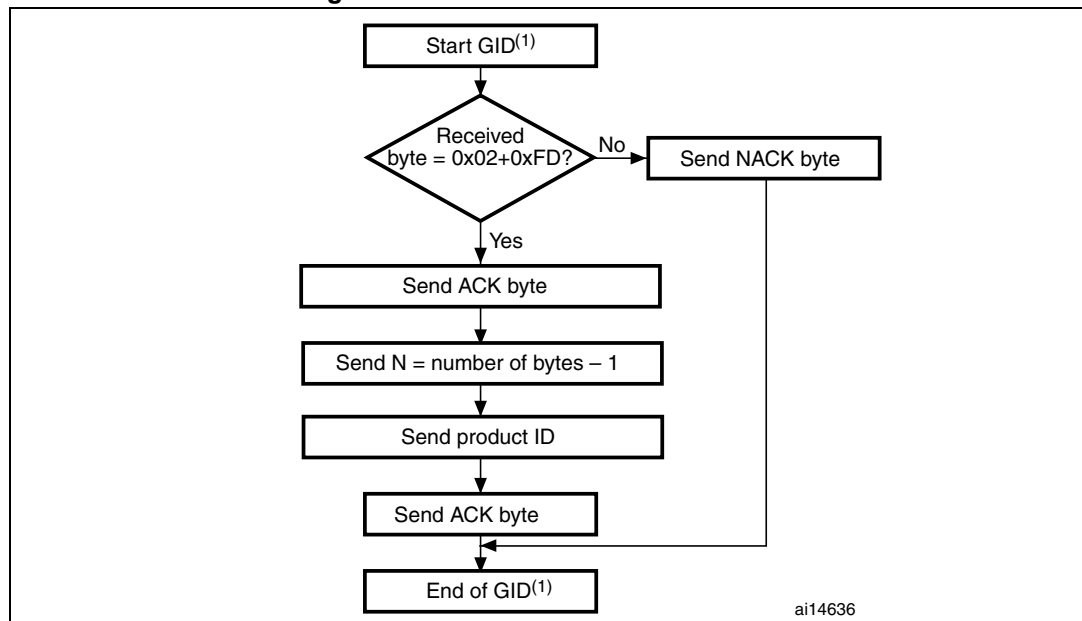 Start GID(1)
Received
byte = 0x02+0xFD?
No
Send NACK byte
Yes
Send ACK byte
Send N = number of bytes – 1
Send product ID
Send ACK byte
End of GID(1)
ai14636